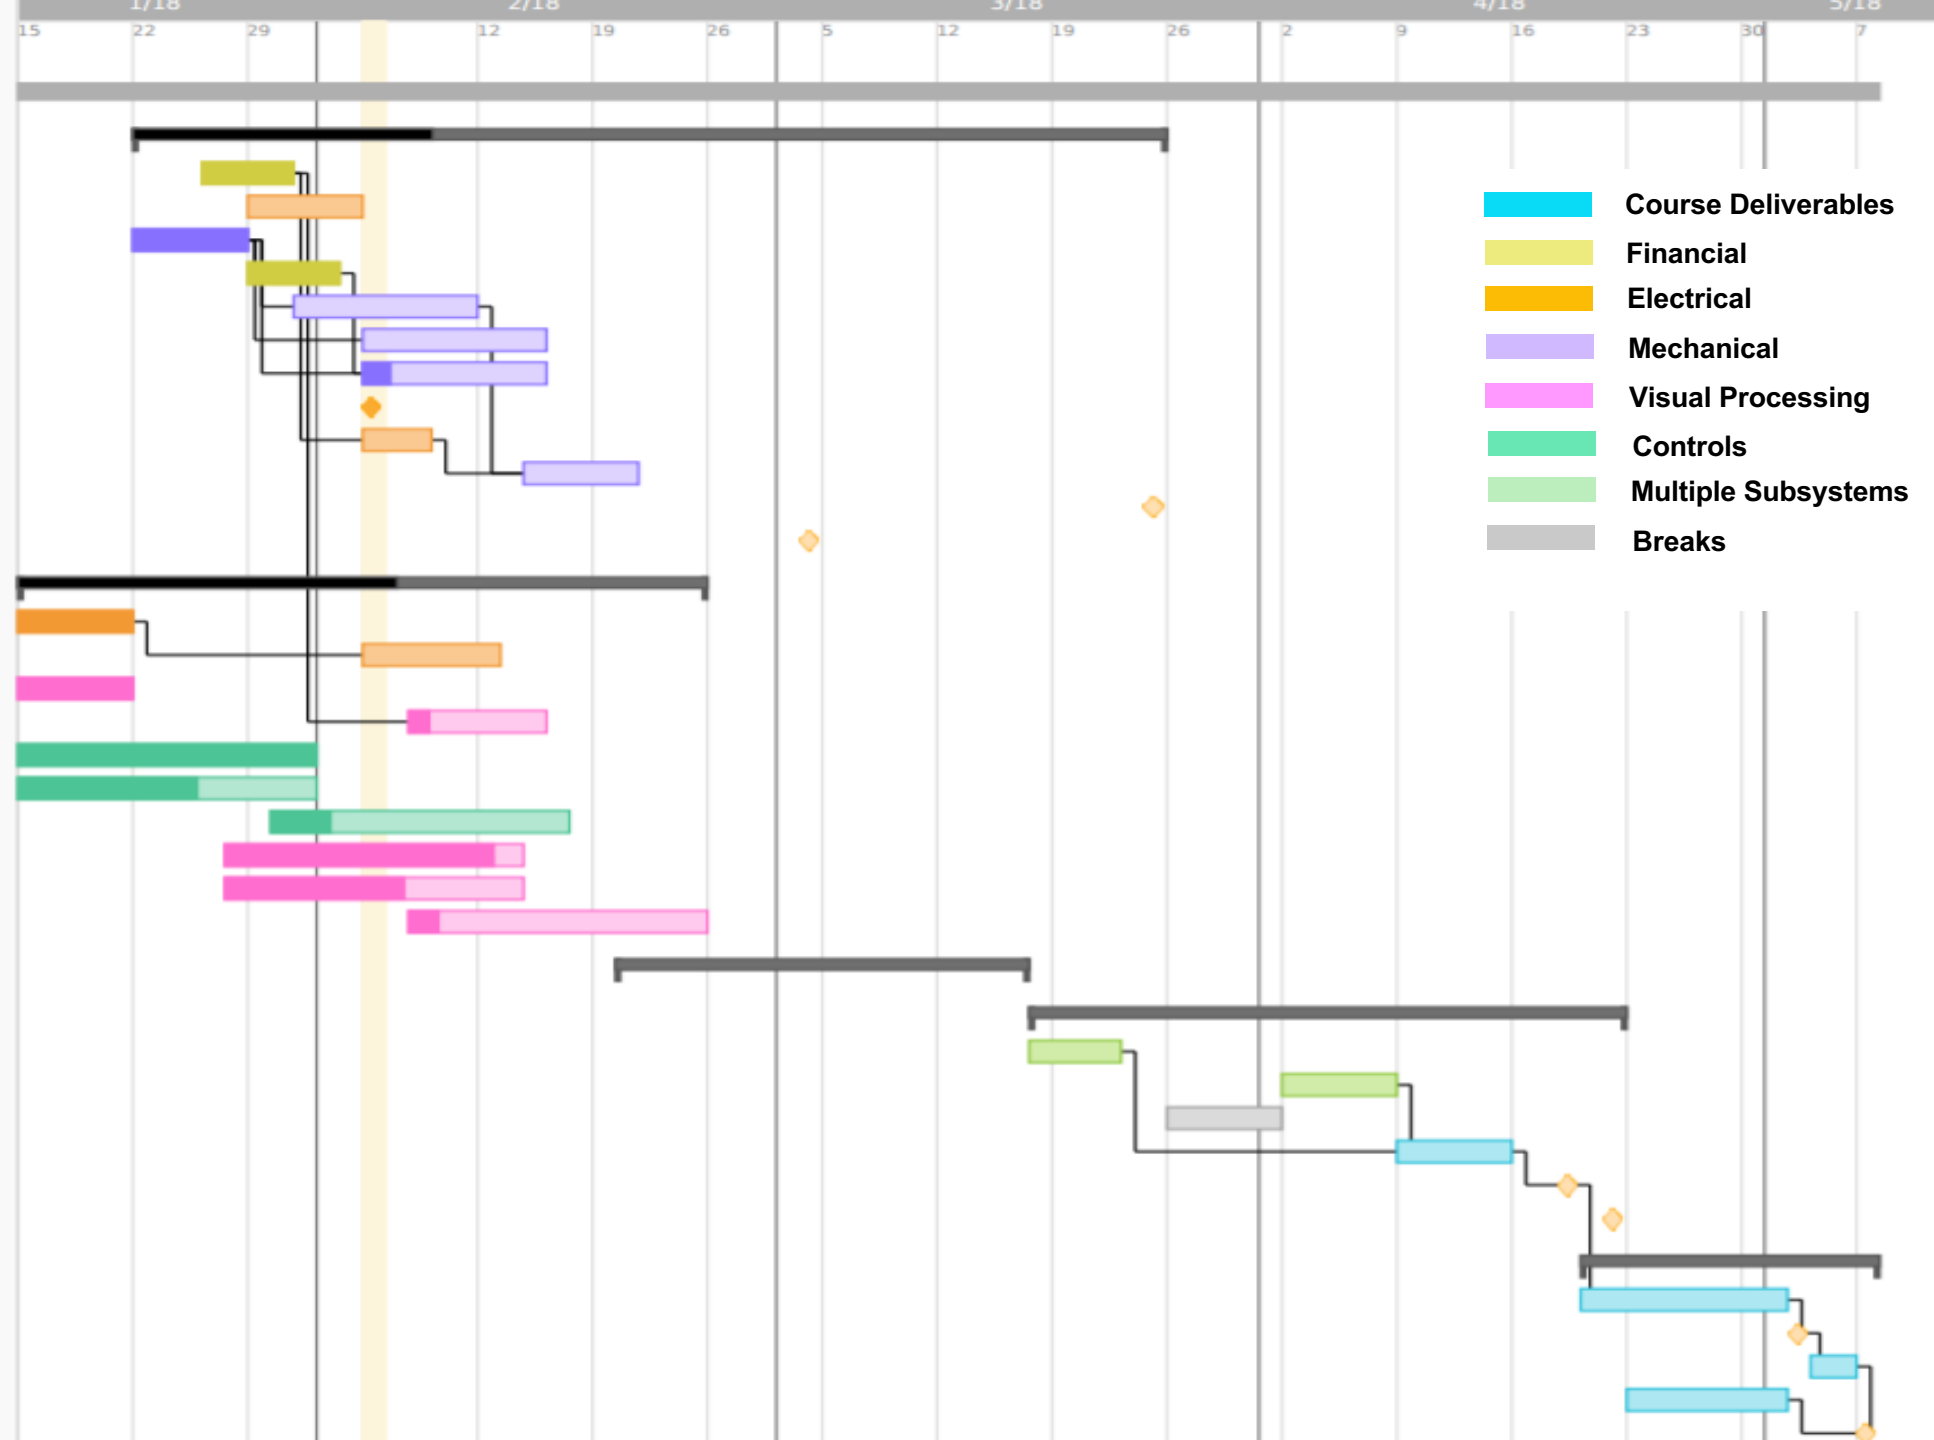 1/18 2/18 3/18 4/18 5/18
15 22 29 12 19 26 5 12 19 26 2 9 16 23 30 7
Course Deliverables
Financial
Electrical
Mechanical
Visual Processing
Controls
Multiple Subsystems
Breaks